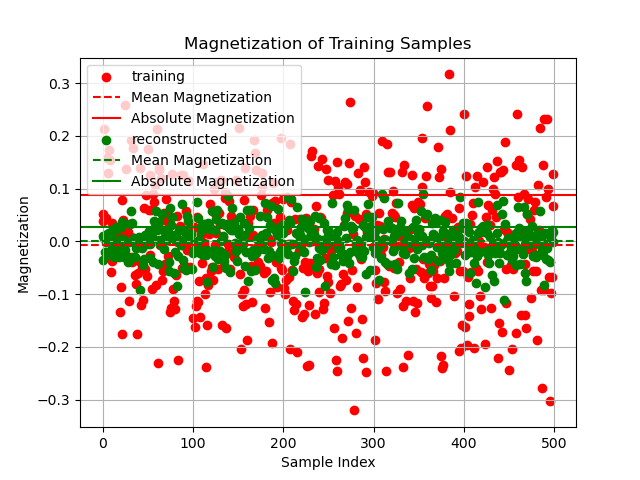 Magnetization of Training Samples
training
Mean Magnetization
Absolute Magnetization
reconstructed
Mean Magnetization
Absolute Magnetization
Magnetization
0.3
0.2
0.1
0.0
−0.1
−0.2
−0.3
0 100 200 300 400 500
Sample Index